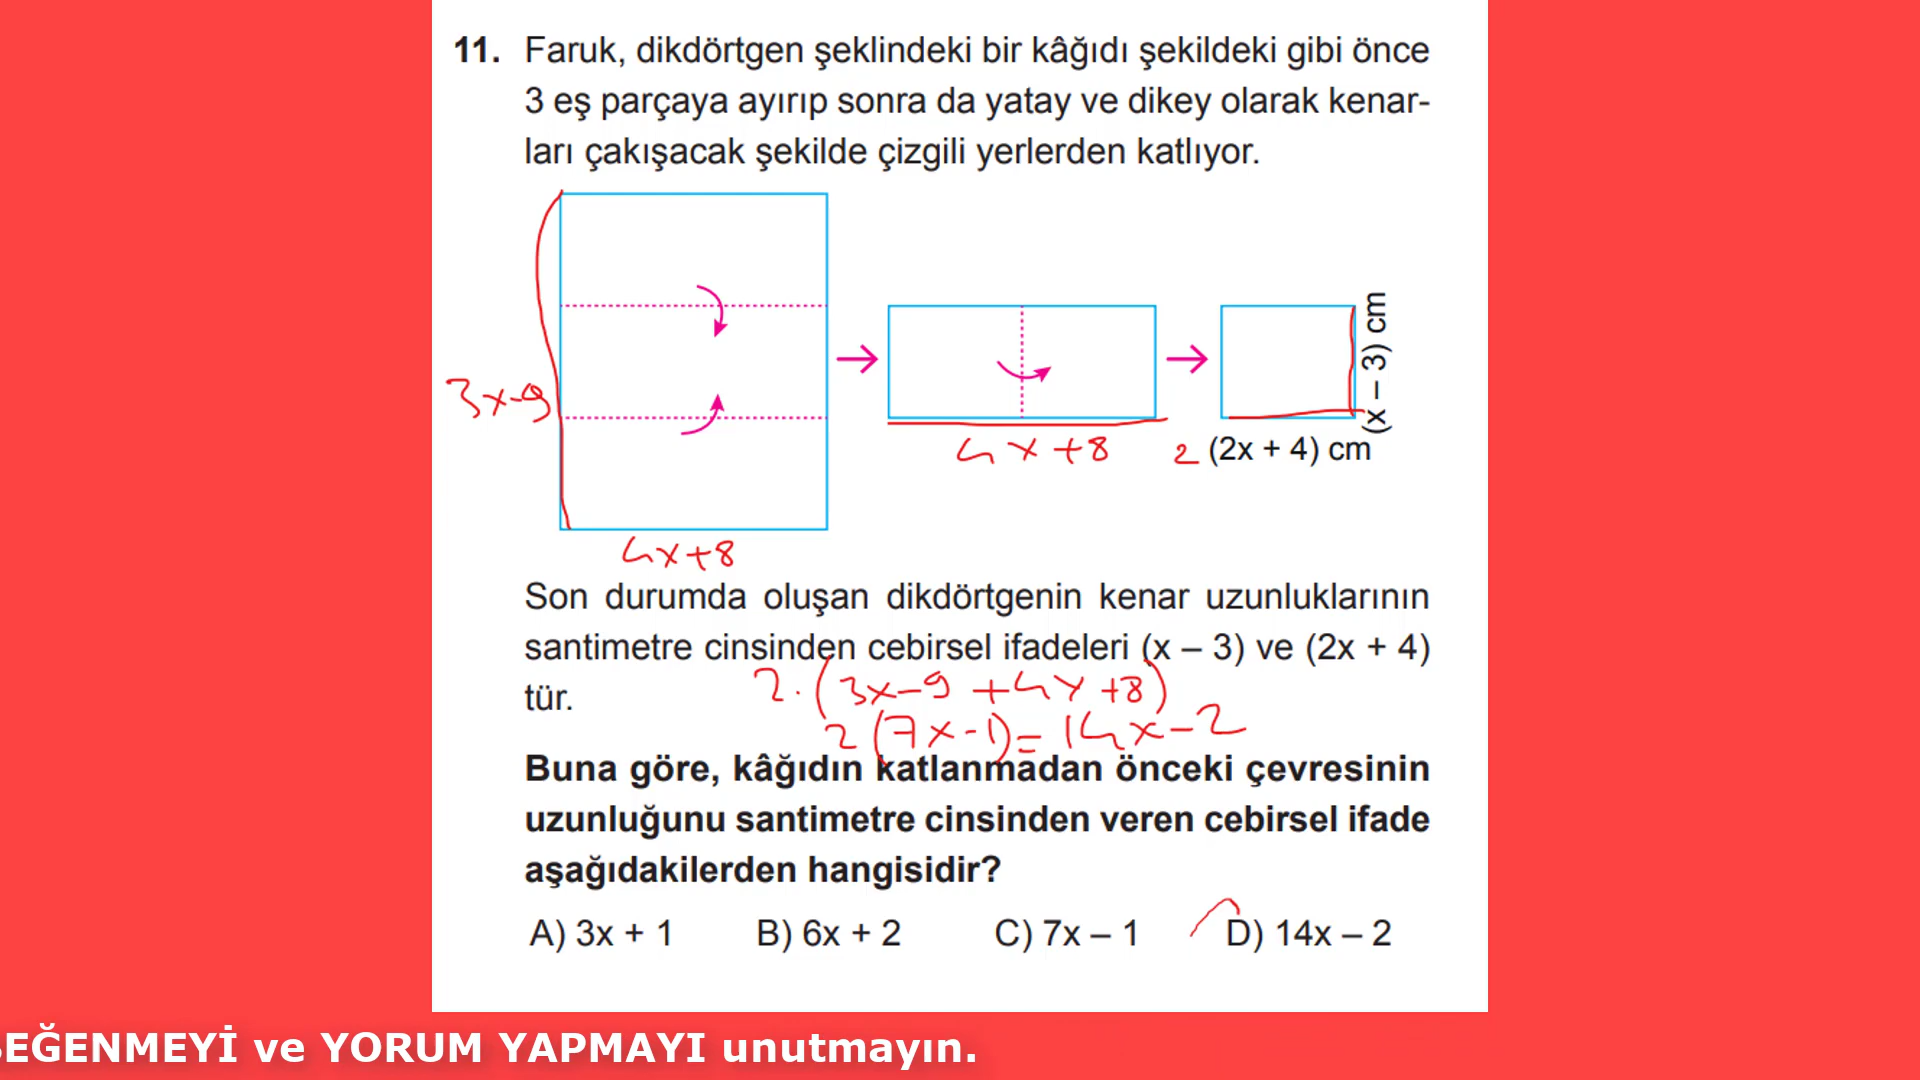 11. Faruk, dikdörtgen şeklindeki bir kâğıdı şekildeki gibi önce
3 eş parçaya ayırıp sonra da yatay ve dikey olarak kenar-
ları çakışacak şekilde çizgili yerlerden katlıyor.
3x-9
4x+8
4x+8
2 (2x + 4) cm
(x – 3) cm
Son durumda oluşan dikdörtgenin kenar uzunluklarının
santimetre cinsinden cebirsel ifadeleri (x – 3) ve (2x + 4)
tür.
2.(3x-9 +4x +8)
2(7x-1)=14x-2
Buna göre, kâğıdın katlanmadan önceki çevresinin
uzunluğunu santimetre cinsinden veren cebirsel ifade
aşağıdakilerden hangisidir?
A) 3x + 1 B) 6x + 2 C) 7x – 1 D) 14x – 2
EĞENMEYİ ve YORUM YAPMAYI unutmayın.